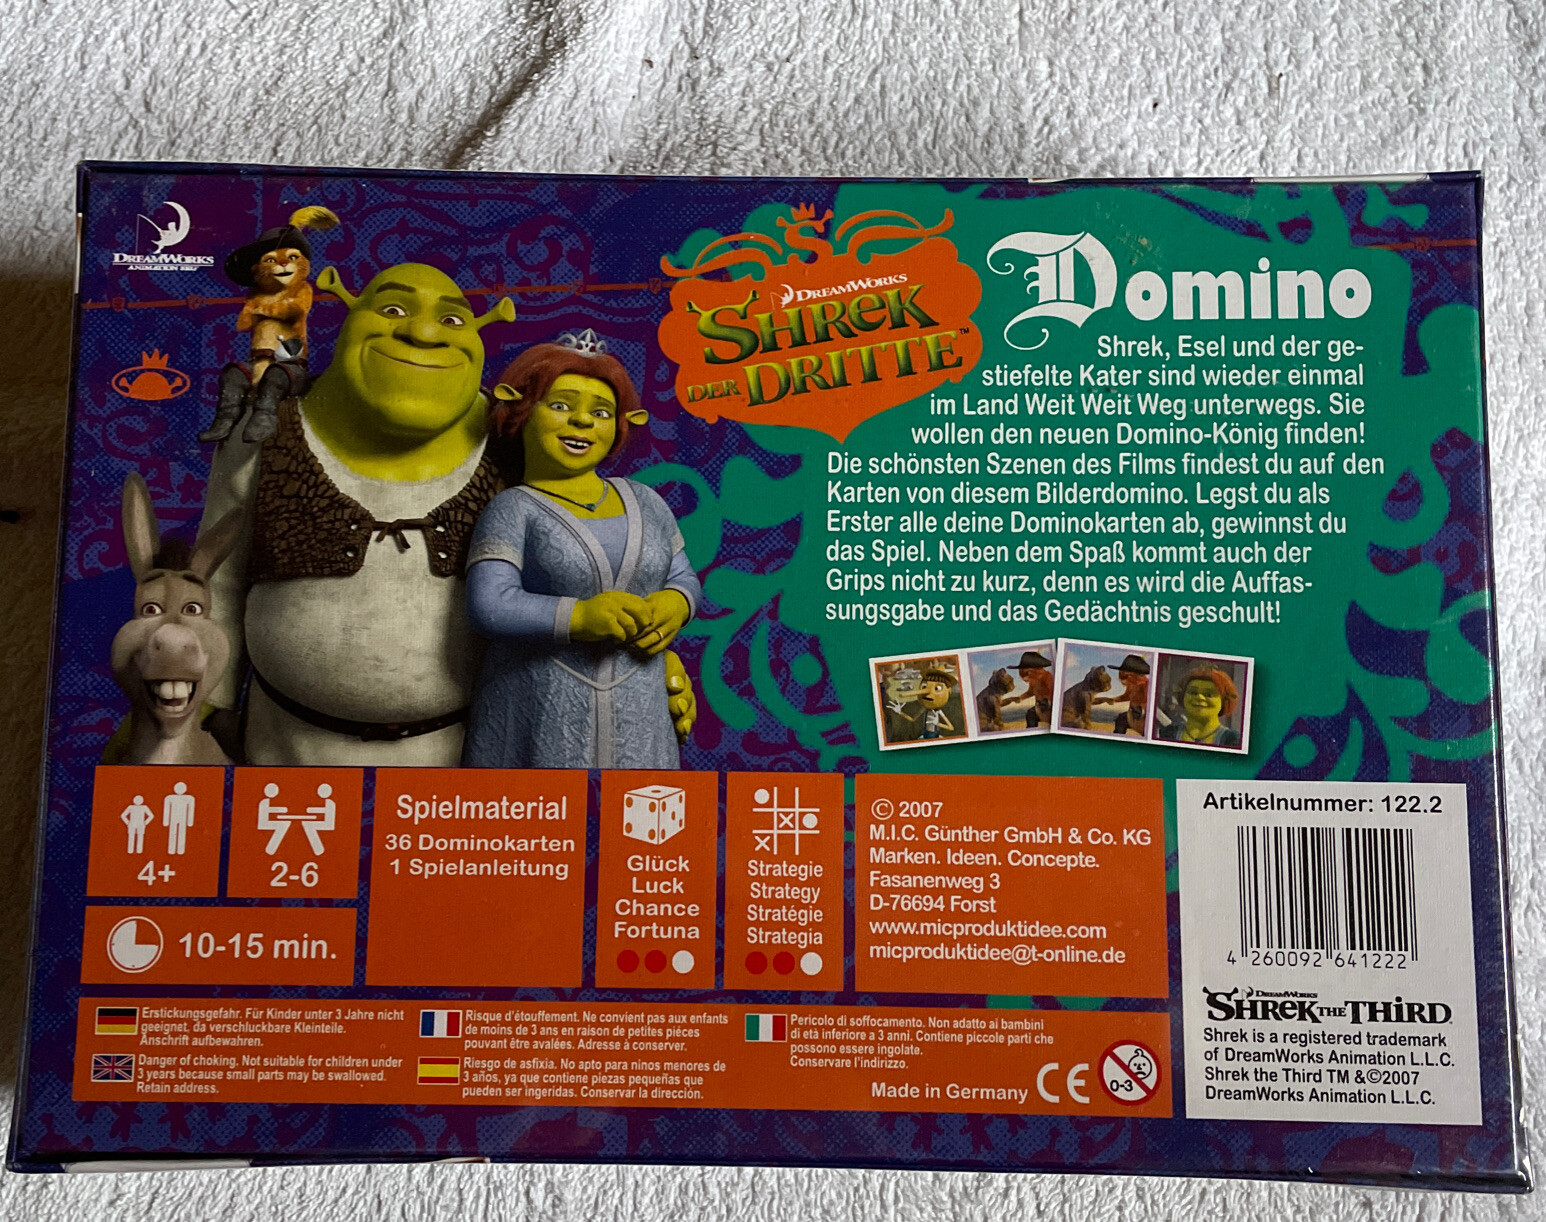 DREAMWORKS
ANIMATION SKG
DREAMWORKS
SHREK
DER DRITTE™
Domino
Shrek, Esel und der ge-
stiefelte Kater sind wieder einmal
im Land Weit Weit Weg unterwegs. Sie
wollen den neuen Domino-König finden!
Die schönsten Szenen des Films findest du auf den
Karten von diesem Bilderdomino. Legst du als
Erster alle deine Dominokarten ab, gewinnst du
das Spiel. Neben dem Spaß kommt auch der
Grips nicht zu kurz, denn es wird die Auffas-
sungsgabe und das Gedächtnis geschult!
4+
2-6
10-15 min.
Spielmaterial
36 Dominokarten
1 Spielanleitung
Glück
Luck
Chance
Fortuna
Strategie
Strategy
Stratégie
Strategia
© 2007
M.I.C. Günther GmbH & Co. KG
Marken. Ideen. Concepte.
Fasanenweg 3
D-76694 Forst
www.micproduktidee.com
micproduktidee@t-online.de
Artikelnummer: 122.2
4 260092 641222
DREAMWORKS
SHREK THE THIRD
Shrek is a registered trademark
of DreamWorks Animation L.L.C.
Shrek the Third TM &©2007
DreamWorks Animation L.L.C.
Erstickungsgefahr. Für Kinder unter 3 Jahre nicht
geeignet, da verschluckbare Kleinteile.
Anschrift aufbewahren.
Danger of choking. Not suitable for children under
3 years because small parts may be swallowed.
Retain address.
Risque d'étouffement. Ne convient pas aux enfants
de moins de 3 ans en raison de petites piéces
pouvant être avalées. Adresse à conserver.
Riesgo de asfixia. No apto para ninos menores de
3 años, ya que contiene piezas pequeñas que
pueden ser ingeridas. Conservar la dirección.
Pericolo di soffocamento. Non adatto ai bambini
di età inferiore a 3 anni. Contiene piccole parti che
possono essere ingolate.
Conservare l'indirizzo.
Made in Germany
CE
0-3